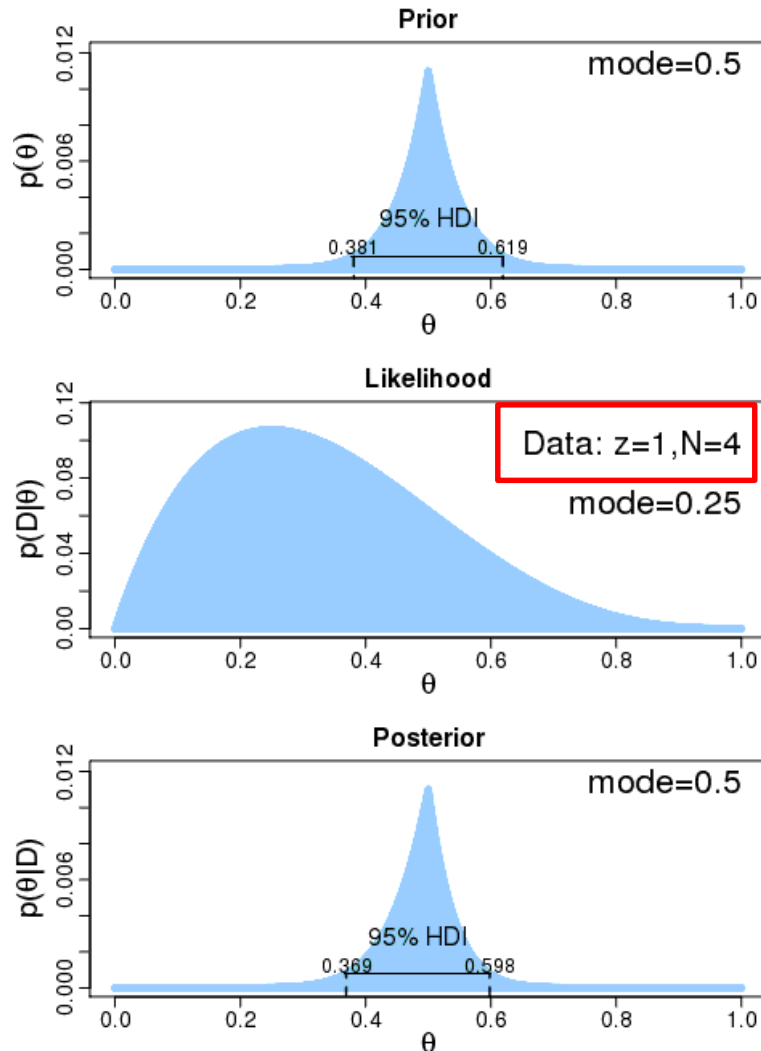 Prior
mode=0.5
p(θ)
0.012
0.006
0.000
95% HDI
0.381 0.619
0.0 0.2 0.4 0.6 0.8 1.0
θ
Likelihood
Data: z=1,N=4
mode=0.25
p(D|θ)
0.12
0.08
0.04
0.00
0.0 0.2 0.4 0.6 0.8 1.0
θ
Posterior
mode=0.5
p(θ|D)
0.012
0.006
0.000
95% HDI
0.369 0.598
0.0 0.2 0.4 0.6 0.8 1.0
θ